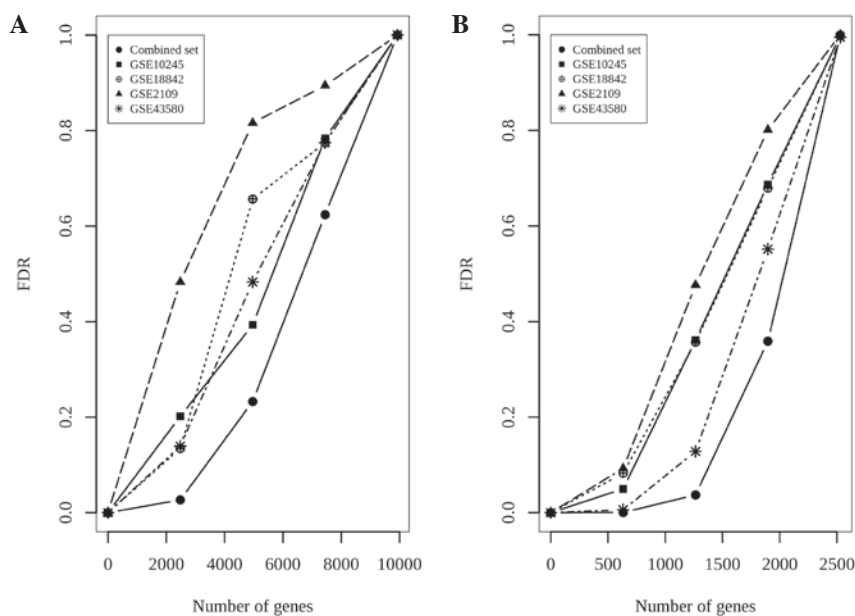 A
Combined set
GSE10245
GSE18842
GSE2109
GSE43580
FDR
1.0
0.8
0.6
0.4
0.2
0.0
0 2000 4000 6000 8000 10000
Number of genes
B
Combined set
GSE10245
GSE18842
GSE2109
GSE43580
FDR
1.0
0.8
0.6
0.4
0.2
0.0
0 500 1000 1500 2000 2500
Number of genes